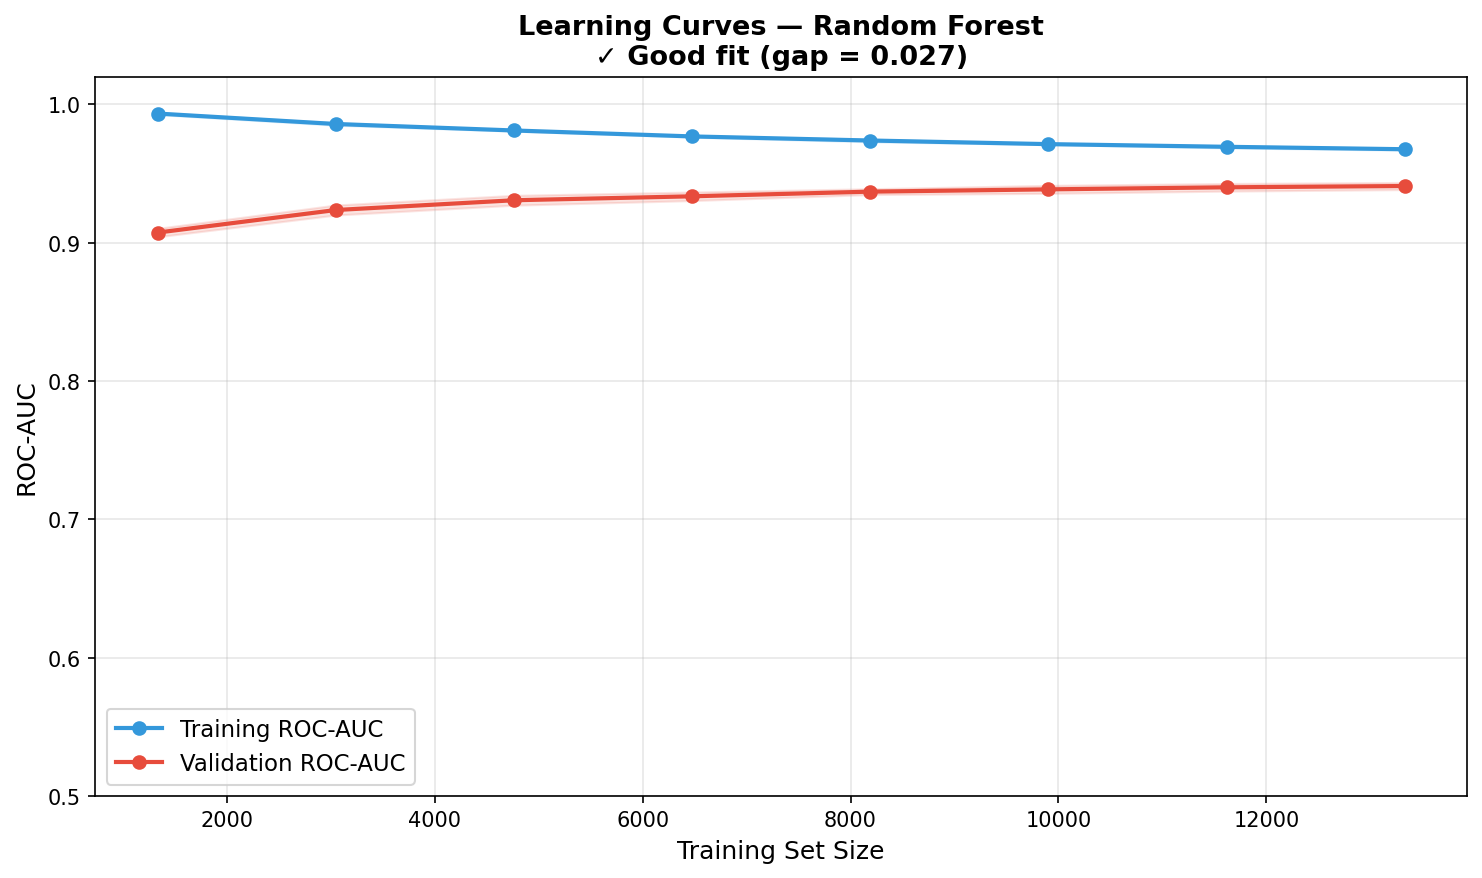 Learning Curves — Random Forest
✓ Good fit (gap = 0.027)
1.0
0.9
0.8
0.7
0.6
0.5
ROC-AUC
Training ROC-AUC
Validation ROC-AUC
2000 4000 6000 8000 10000 12000
Training Set Size